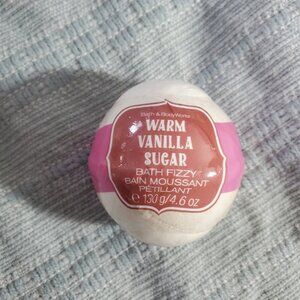 Bath & Body Works
WARM
VANILLA
SUGAR
BATH FIZZY
BAIN MOUSSANT
PÉTILLANT
℮ 130 g/4.6 oz